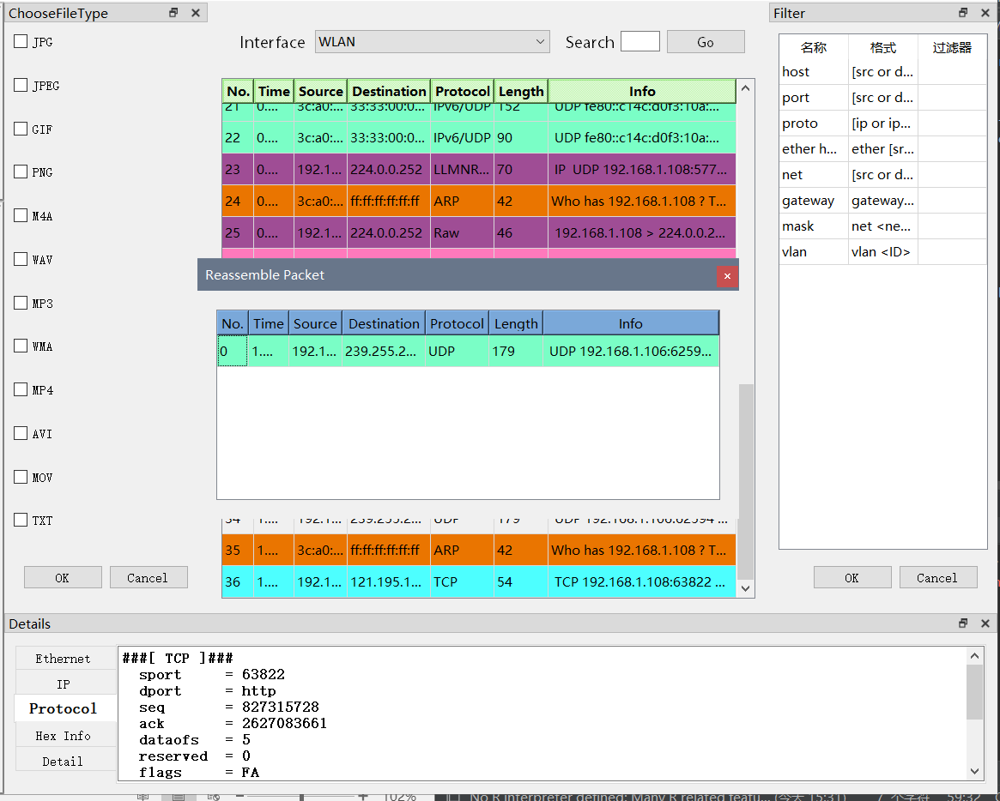 ChooseFileType
JPG
JPEG
GIF
PNG
M4A
WAV
MP3
WMA
MP4
AVI
MOV
TXT
OK Cancel
Interface WLAN Search Go
No. Time Source Destination Protocol Length Info
21 0.... 3c:a0:... 33:33:00:0... IPv6/UDP 152 UDP fe80::c14c:d0f3:10a:...
22 0.... 3c:a0:... 33:33:00:0... IPv6/UDP 90 UDP fe80::c14c:d0f3:10a:...
23 0.... 192.1... 224.0.0.252 LLMNR... 70 IP UDP 192.168.1.108:577...
24 0.... 3c:a0:... ff:ff:ff:ff:ff:ff ARP 42 Who has 192.168.1.108 ? T...
25 0.... 192.1... 224.0.0.252 Raw 46 192.168.1.108 > 224.0.0.2...
Reassemble Packet
No. Time Source Destination Protocol Length Info
0 1.... 192.1... 239.255.2... UDP 179 UDP 192.168.1.106:6259...
34 1.... 192.1... 239.255.2... UDP 179 UDP 192.168.1.106:62594 ...
35 1.... 3c:a0:... ff:ff:ff:ff:ff:ff ARP 42 Who has 192.168.1.108 ? T...
36 1.... 192.1... 121.195.1... TCP 54 TCP 192.168.1.108:63822 ...
Filter
名称 格式 过滤器
host [src or d...
port [src or d...
proto [ip or ip...
ether h... ether [sr...
net [src or d...
gateway gateway...
mask net <ne...
vlan vlan <ID>
OK Cancel
Details
Ethernet
IP
Protocol
Hex Info
Detail
###[ TCP ]###
sport = 63822
dport = http
seq = 827315728
ack = 2627083661
dataofs = 5
reserved = 0
flags = FA
102% No R interpreter defined: Many R related featu... (今天 15:31) 7 个字符 59:32